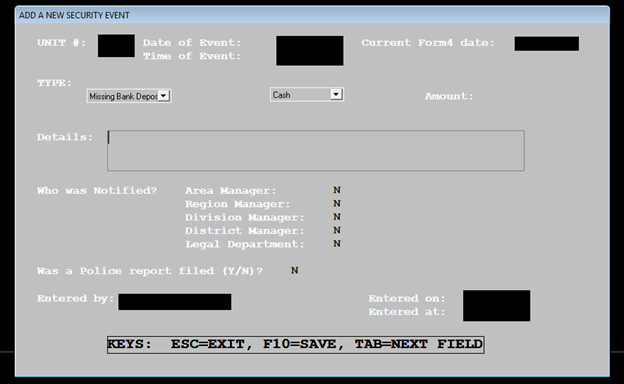 ADD A NEW SECURITY EVENT
UNIT #: Date of Event: Current Form4 date:
Time of Event:
TYPE:
Missing Bank Depos Cash Amount:
Details:
Who was Notified? Area Manager: N
Region Manager: N
Division Manager: N
District Manager: N
Legal Department: N
Was a Police report filed (Y/N)? N
Entered by: Entered on:
Entered at:
KEYS: ESC=EXIT, F10=SAVE, TAB=NEXT FIELD